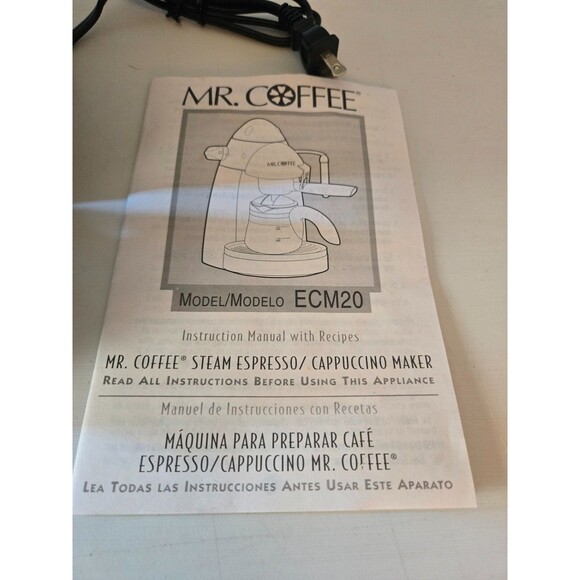 MR. COFFEE®
MR. COFFEE
MODEL/MODELO ECM20
Instruction Manual with Recipes
MR. COFFEE® STEAM ESPRESSO/ CAPPUCCINO MAKER
READ ALL INSTRUCTIONS BEFORE USING THIS APPLIANCE
Manuel de Instrucciones con Recetas
MÁQUINA PARA PREPARAR CAFÉ
ESPRESSO/CAPPUCCINO MR. COFFEE®
LEA TODAS LAS INSTRUCCIONES ANTES USAR ESTE APARATO